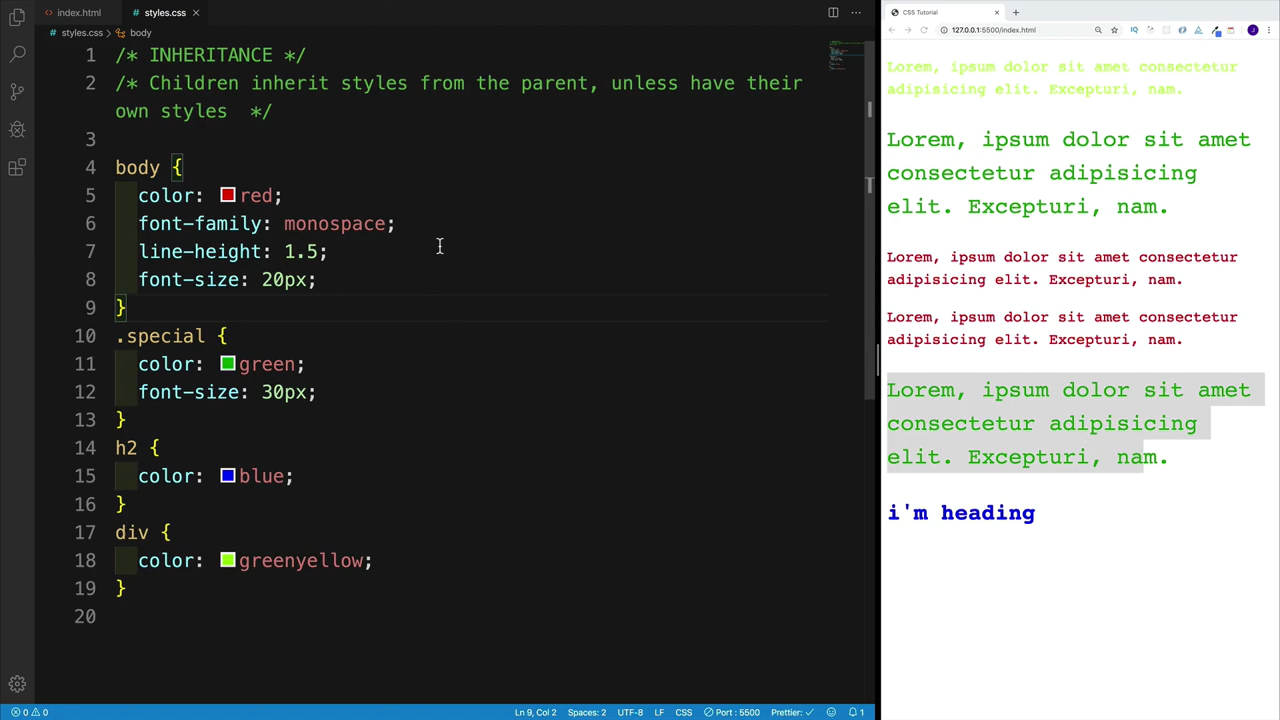 index.html
styles.css ×
styles.css > body
1 /* INHERITANCE */
2 /* Children inherit styles from the parent, unless have their
own styles  */
3
4 body {
5 color: red;
6 font-family: monospace;
7 line-height: 1.5;
8 font-size: 20px;
9 }
10 .special {
11 color: green;
12 font-size: 30px;
13 }
14 h2 {
15 color: blue;
16 }
17 div {
18 color: greenyellow;
19 }
20
0 0 Ln 9, Col 2 Spaces: 2 UTF-8 LF CSS Port : 5500 Prettier: ✓ 1
CSS Tutorial × +
127.0.0.1:5500/index.html
Lorem, ipsum dolor sit amet consectetur
adipisicing elit. Excepturi, nam.
Lorem, ipsum dolor sit amet
consectetur adipisicing
elit. Excepturi, nam.
Lorem, ipsum dolor sit amet consectetur
adipisicing elit. Excepturi, nam.
Lorem, ipsum dolor sit amet consectetur
adipisicing elit. Excepturi, nam.
Lorem, ipsum dolor sit amet
consectetur adipisicing
elit. Excepturi, nam.
i'm heading